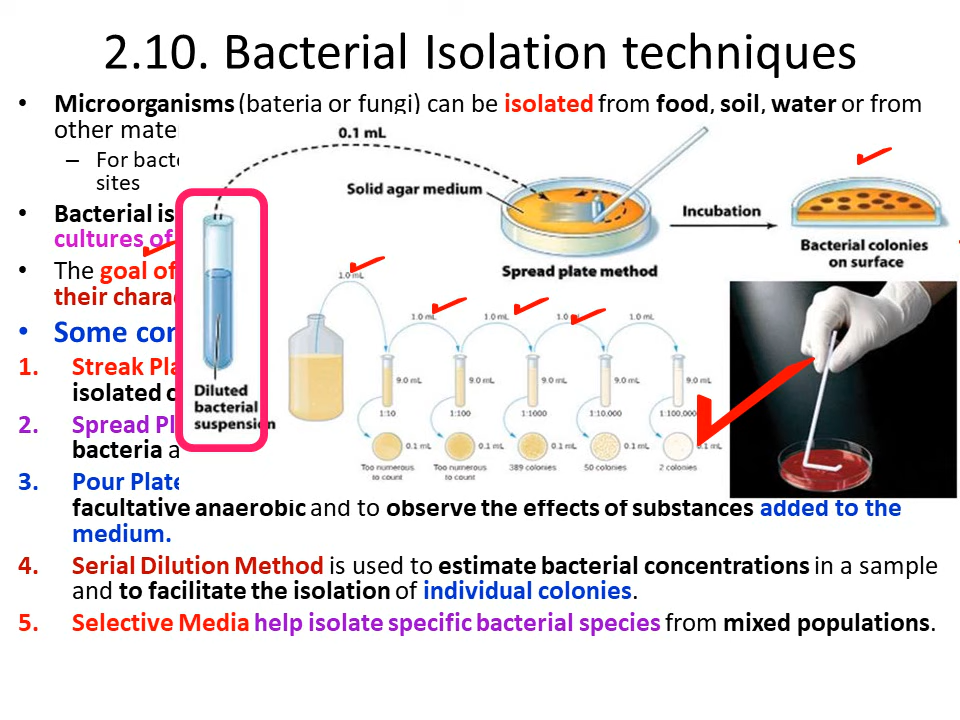 2.10. Bacterial Isolation techniques
• Microorganisms (bateria or fungi) can be isolated from food, soil, water or from
other mate
– For bact
sites
• Bacterial is
cultures of
• The goal of
their chara
• Some con
1. Streak Pla
isolated c
2. Spread Pl
bacteria a
3. Pour Plate
facultative anaerobic and to observe the effects of substances added to the
medium.
4. Serial Dilution Method is used to estimate bacterial concentrations in a sample
and to facilitate the isolation of individual colonies.
5. Selective Media help isolate specific bacterial species from mixed populations.
0.1 mL
Solid agar medium
Incubation
Spread plate method
Bacterial colonies
on surface
Diluted
bacterial
suspension
1.0 mL
1.0 mL 1.0 mL 1.0 mL 1.0 mL
9.0 mL 9.0 mL 9.0 mL 9.0 mL 9.0 mL
1:10 1:100 1:1000 1:10,000 1:100,000
0.1 mL 0.1 mL 0.1 mL 0.1 mL 0.1 mL
Too numerous
to count
Too numerous
to count
389 colonies
50 colonies
2 colonies